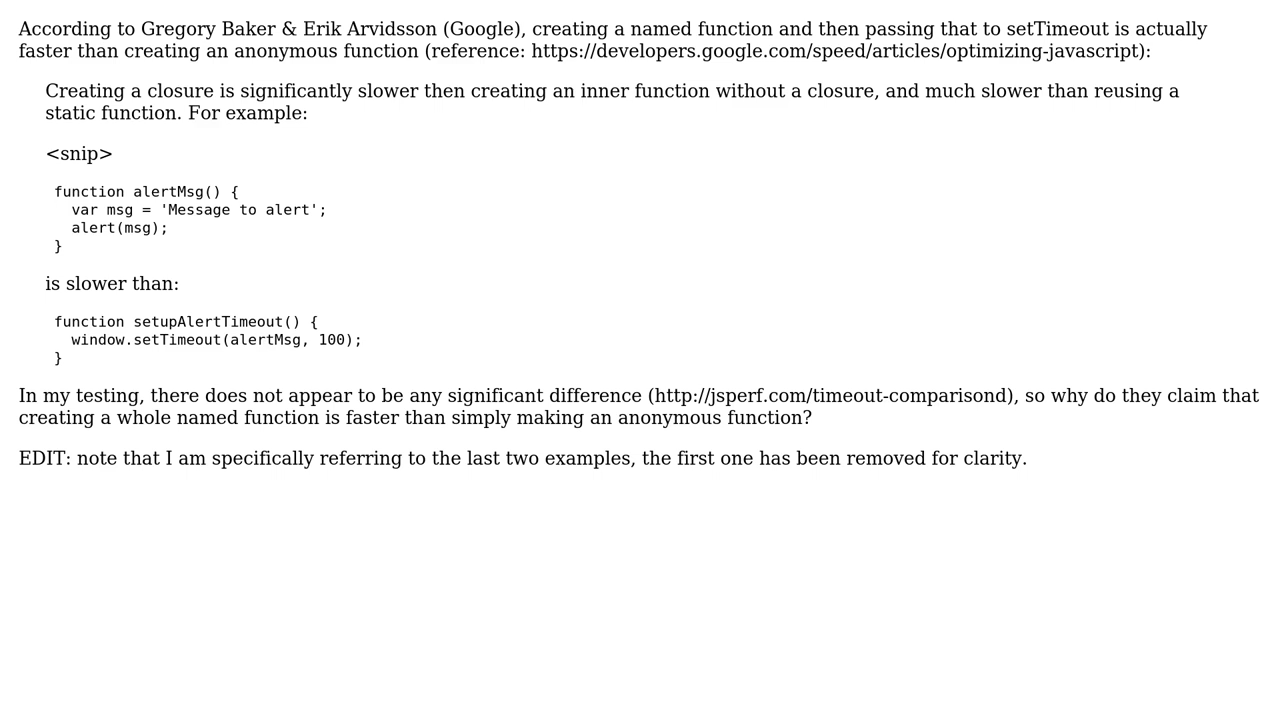 According to Gregory Baker & Erik Arvidsson (Google), creating a named function and then passing that to setTimeout is actually
faster than creating an anonymous function (reference: https://developers.google.com/speed/articles/optimizing-javascript):
Creating a closure is significantly slower then creating an inner function without a closure, and much slower than reusing a
static function. For example:
<snip>
function alertMsg() {
  var msg = 'Message to alert';
  alert(msg);
}
is slower than:
function setupAlertTimeout() {
  window.setTimeout(alertMsg, 100);
}
In my testing, there does not appear to be any significant difference (http://jsperf.com/timeout-comparisond), so why do they claim that
creating a whole named function is faster than simply making an anonymous function?
EDIT: note that I am specifically referring to the last two examples, the first one has been removed for clarity.